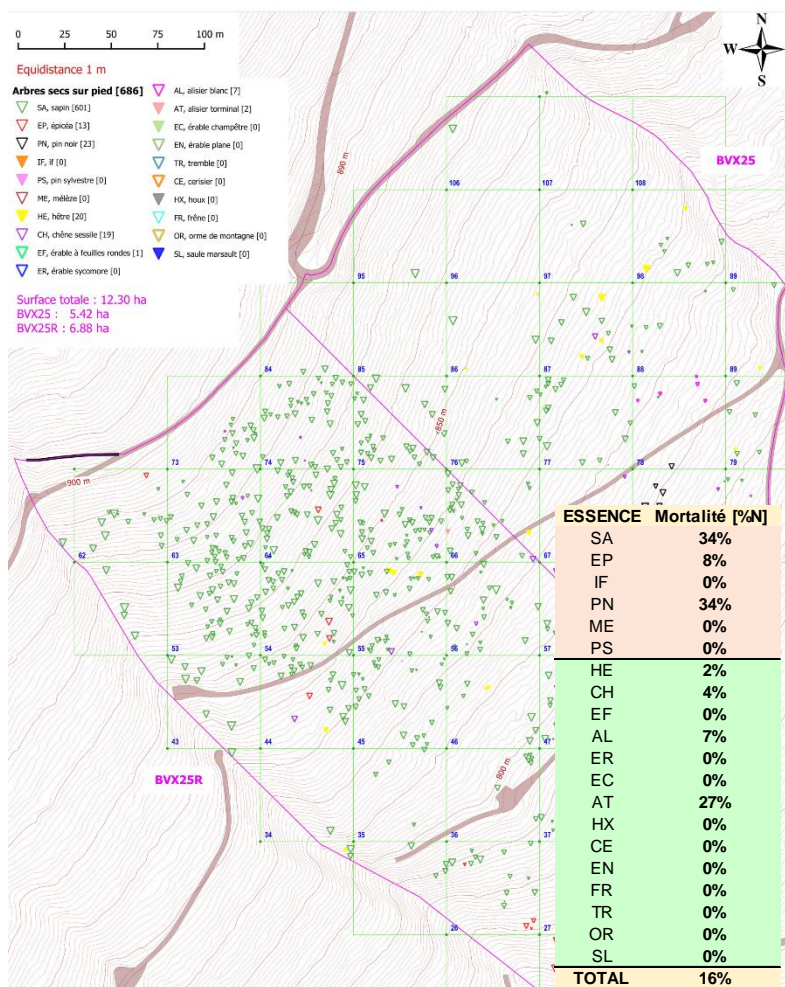 0 25 50 75 100 m
Equidistance 1 m
Arbres secs sur pied [686]
SA, sapin [601]
EP, épicéa [13]
PN, pin noir [23]
IF, if [0]
PS, pin sylvestre [0]
ME, mélèze [0]
HE, hêtre [20]
CH, chêne sessile [19]
EF, érable à feuilles rondes [1]
ER, érable sycomore [0]
AL, alisier blanc [7]
AT, alisier torminal [2]
EC, érable champêtre [0]
EN, érable plane [0]
TR, tremble [0]
CE, cerisier [0]
HX, houx [0]
FR, frêne [0]
OR, orme de montagne [0]
SL, saule marsault [0]
Surface totale : 12.30 ha
BVX25 : 5.42 ha
BVX25R : 6.88 ha
N
W E
S
BVX25
890 m
106 107 108
95 96 97 98 99
84 85 86 87 88 89
850 m
73 74 75 76 77 78 79
900 m
62 63 64 65 66 67
53 54 55 56 57
43 44 45 46 47
BVX25R
800 m
34 35 36 37
26 27
ESSENCE Mortalité [%N]
SA 34%
EP 8%
IF 0%
PN 34%
ME 0%
PS 0%
HE 2%
CH 4%
EF 0%
AL 7%
ER 0%
EC 0%
AT 27%
HX 0%
CE 0%
EN 0%
FR 0%
TR 0%
OR 0%
SL 0%
TOTAL 16%